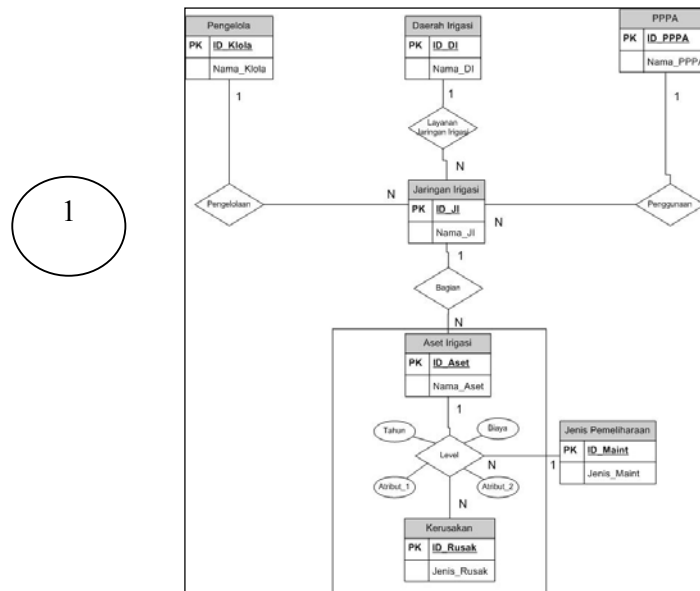 1
Pengelola
PK ID_Klola
Nama_Klola
1
Daerah Irigasi
PK ID_DI
Nama_DI
1
PPPA
PK ID_PPPA
Nama_PPPA
1
Layanan
Jaringan Irigasi
N
Pengelolaan
N
Jaringan Irigasi
PK ID_JI
Nama_JI
N
Penggunaan
1
Bagian
N
Aset Irigasi
PK ID_Aset
Nama_Aset
1
Tahun
Biaya
Level
N
1
Atribut_1
Atribut_2
N
Jenis Pemeliharaan
PK ID_Maint
Jenis_Maint
Kerusakan
PK ID_Rusak
Jenis_Rusak